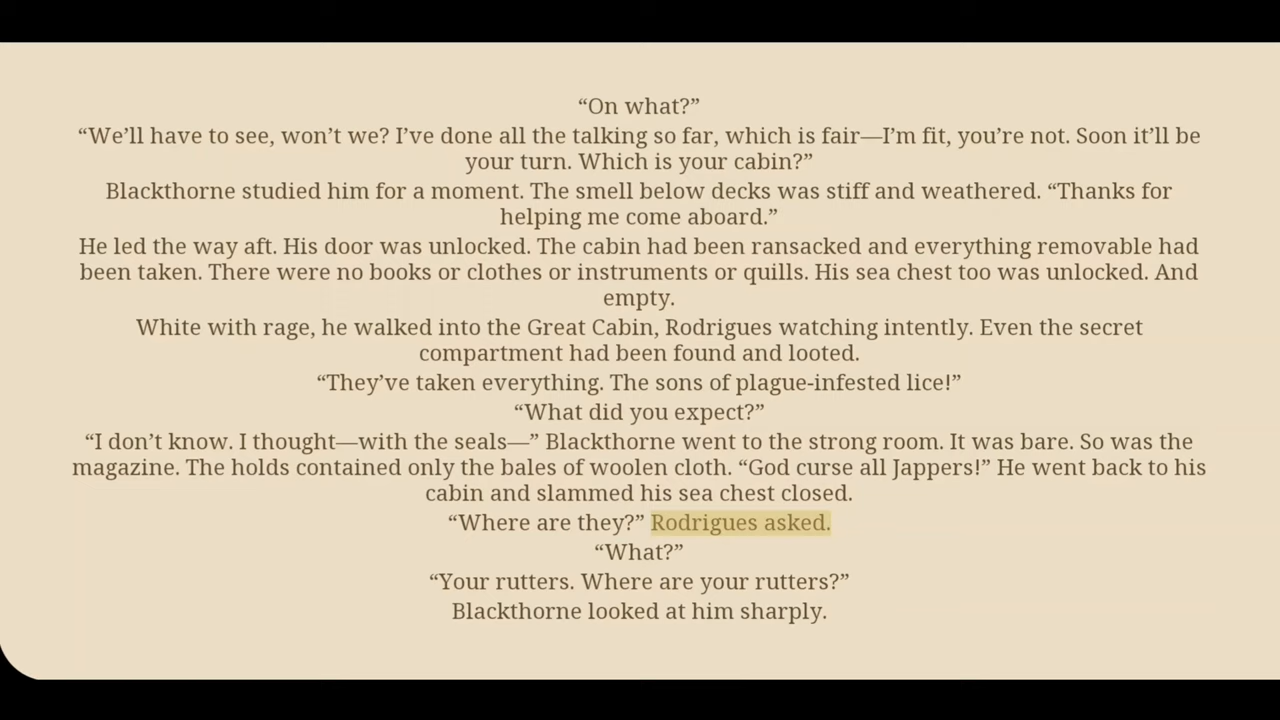 “On what?”
“We’ll have to see, won’t we? I’ve done all the talking so far, which is fair—I’m fit, you’re not. Soon it’ll be
your turn. Which is your cabin?”
Blackthorne studied him for a moment. The smell below decks was stiff and weathered. “Thanks for
helping me come aboard.”
He led the way aft. His door was unlocked. The cabin had been ransacked and everything removable had
been taken. There were no books or clothes or instruments or quills. His sea chest too was unlocked. And
empty.
White with rage, he walked into the Great Cabin, Rodrigues watching intently. Even the secret
compartment had been found and looted.
“They’ve taken everything. The sons of plague-infested lice!”
“What did you expect?”
“I don’t know. I thought—with the seals—” Blackthorne went to the strong room. It was bare. So was the
magazine. The holds contained only the bales of woolen cloth. “God curse all Jappers!” He went back to his
cabin and slammed his sea chest closed.
“Where are they?” Rodrigues asked.
“What?”
“Your rutters. Where are your rutters?”
Blackthorne looked at him sharply.